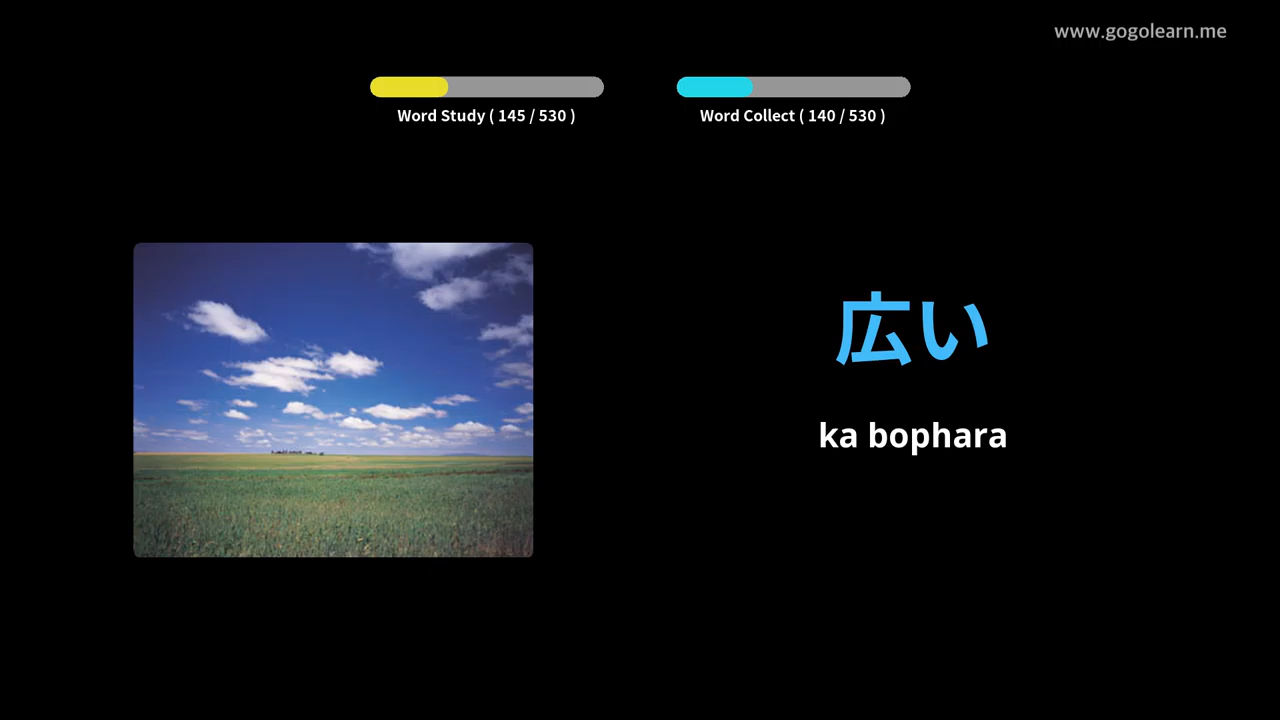 www.gogolearn.me
Word Study ( 145 / 530 )
Word Collect ( 140 / 530 )
広い
ka bophara